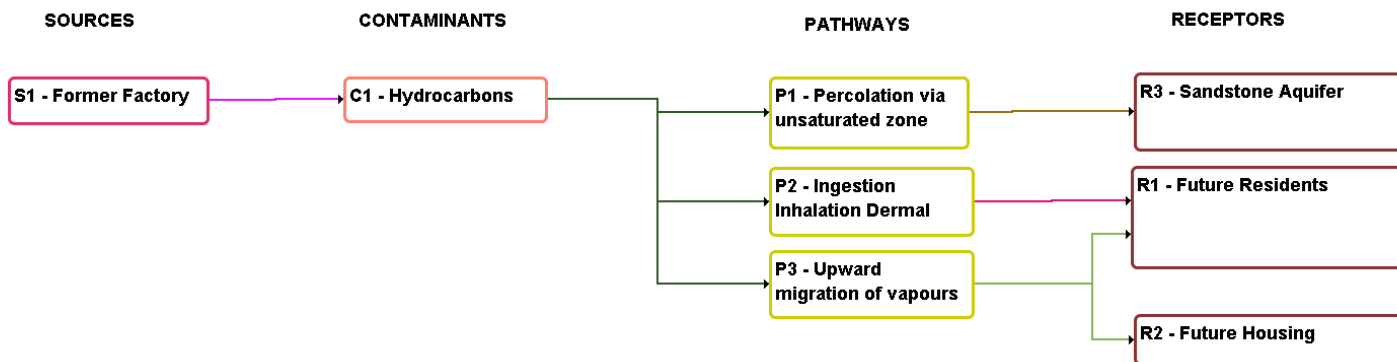 SOURCES
CONTAMINANTS
PATHWAYS
RECEPTORS
S1 - Former Factory
C1 - Hydrocarbons
P1 - Percolation via
unsaturated zone
R3 - Sandstone Aquifer
P2 - Ingestion
Inhalation Dermal
R1 - Future Residents
P3 - Upward
migration of vapours
R2 - Future Housing